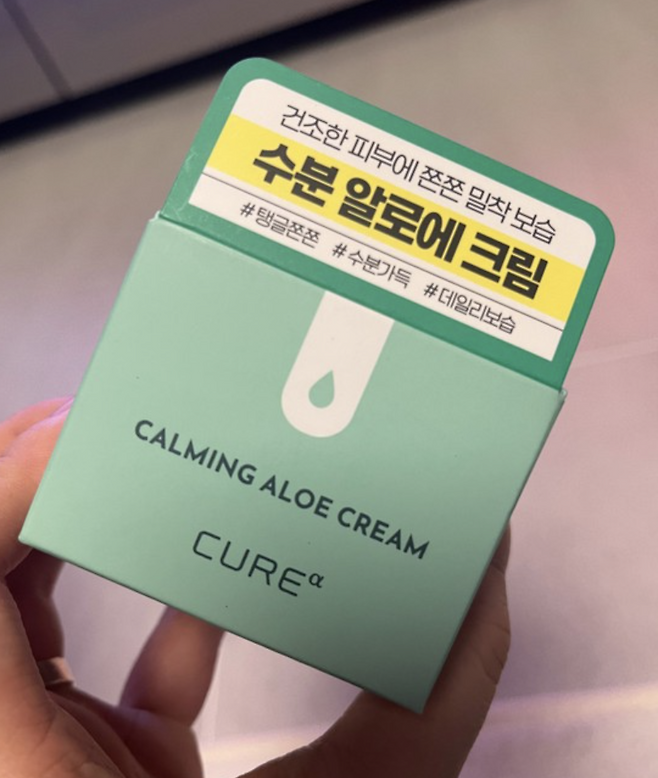 건조한 피부에 쫀쫀 밀착 보습
수분 알로에 크림
#탱글쫀쫀 #수분가득 #데일리보습
CALMING ALOE CREAM
CUREα